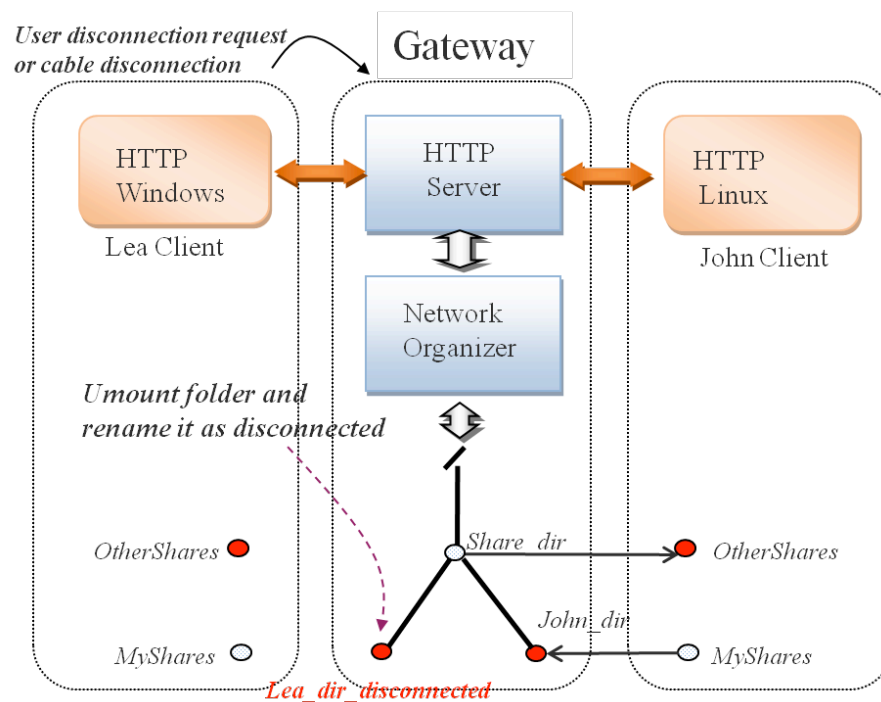 User disconnection request
or cable disconnection
Gateway
HTTP
Windows
Lea Client
HTTP
Server
HTTP
Linux
John Client
Network
Organizer
Umount folder and
rename it as disconnected
Share_dir
OtherShares
OtherShares
John_dir
MyShares
MyShares
Lea_dir_disconnected